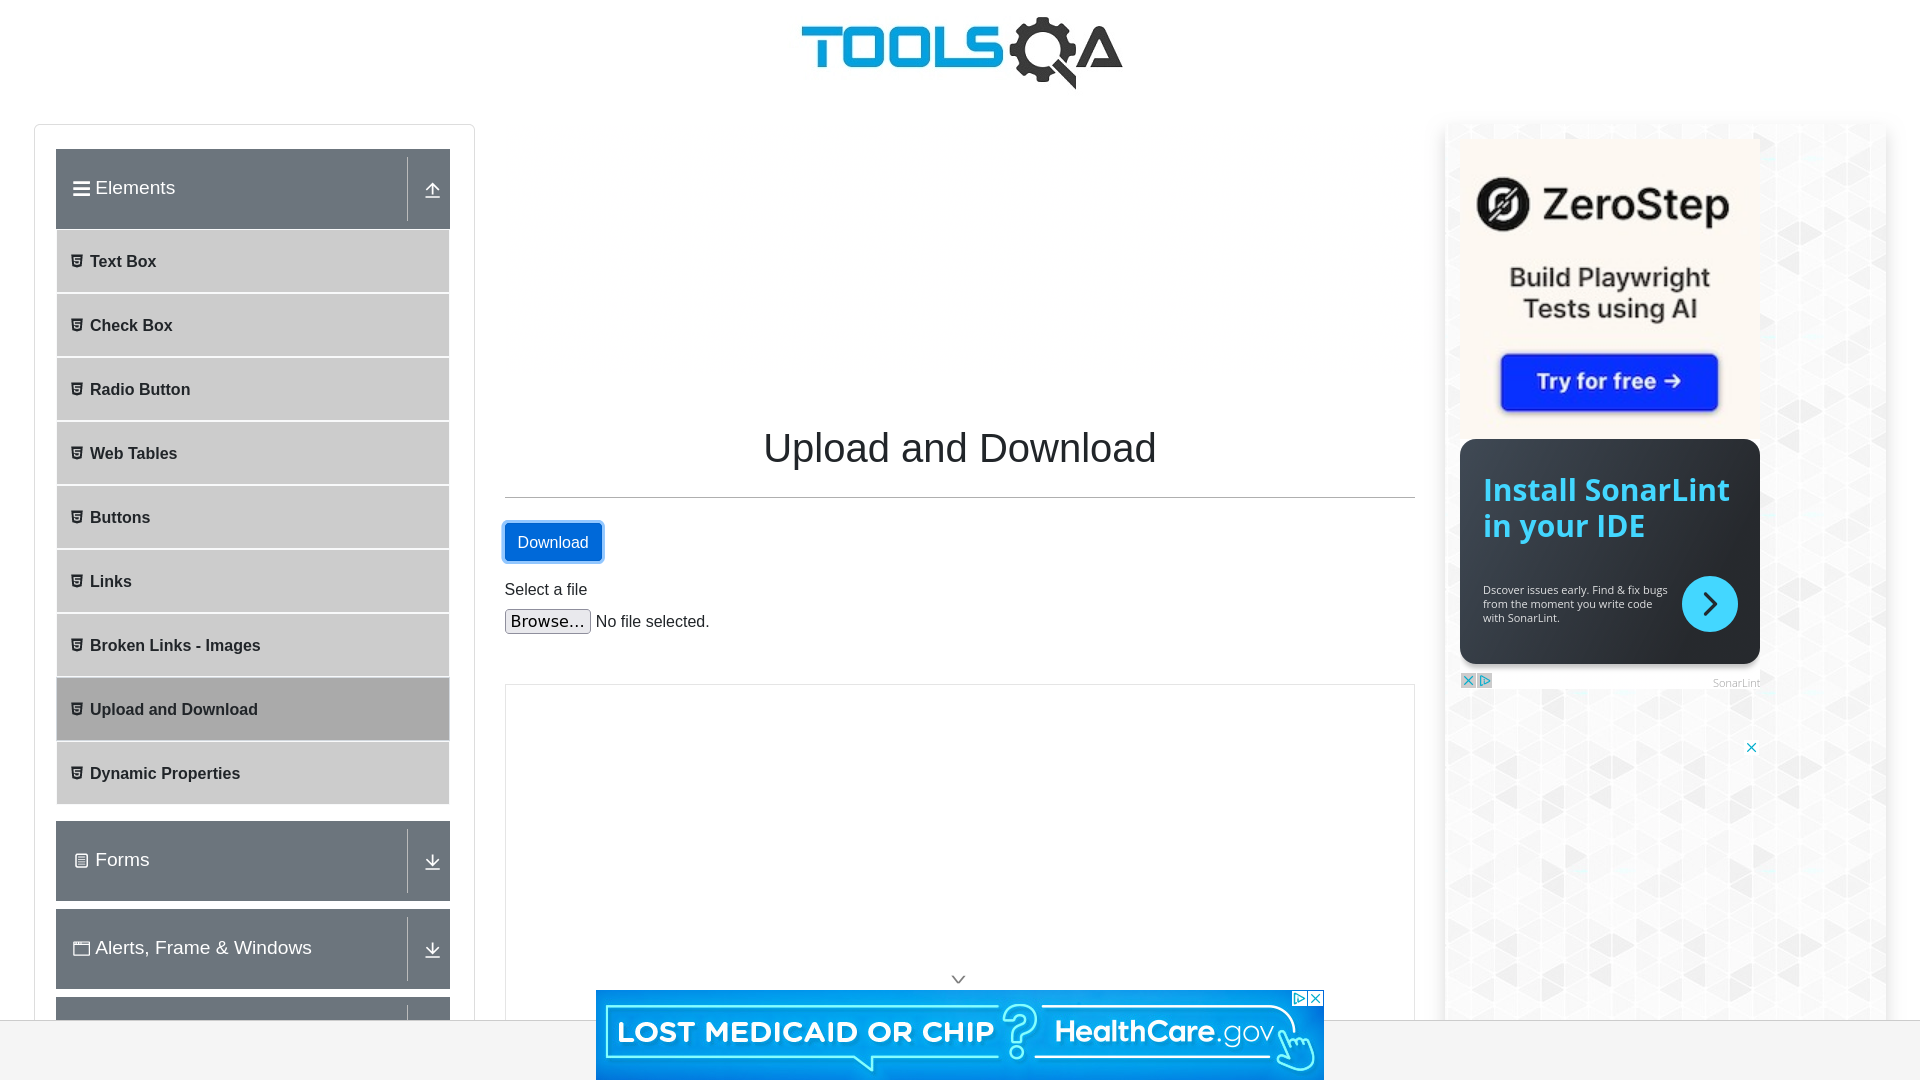 TOOLSQA
Elements
Text Box
Check Box
Radio Button
Web Tables
Buttons
Links
Broken Links - Images
Upload and Download
Dynamic Properties
Forms
Alerts, Frame & Windows
Upload and Download
Download
Select a file
Browse... No file selected.
ZeroStep
Build Playwright
Tests using AI
Try for free →
Install SonarLint
in your IDE
Dscover issues early. Find & fix bugs
from the moment you write code
with SonarLint.
SonarLint
LOST MEDICAID OR CHIP? HealthCare.gov